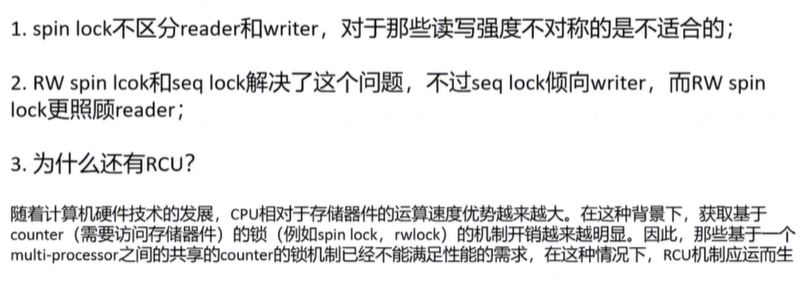 1. spin lock不区分reader和writer，对于那些读写强度不对称的是不适合的；
2. RW spin lcok和seq lock解决了这个问题，不过seq lock倾向writer，而RW spin
lock更照顾reader；
3. 为什么还有RCU？
随着计算机硬件技术的发展，CPU相对于存储器件的运算速度优势越来越大。在这种背景下，获取基于
counter（需要访问存储器件）的锁（例如spin lock，rwlock）的机制开销越来越明显。因此，那些基于一个
multi-processor之间的共享的counter的锁机制已经不能满足性能的需求，在这种情况下，RCU机制应运而生